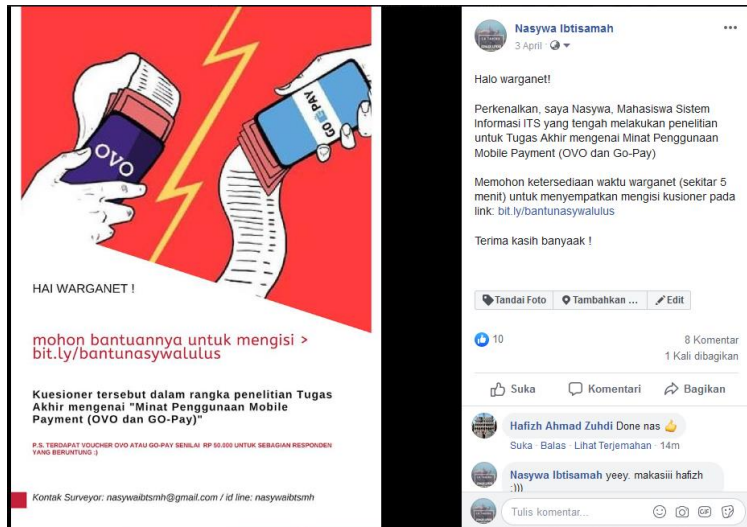 OVO
GO PAY
HAI WARGANET !
mohon bantuannya untuk mengisi >
bit.ly/bantunasywalulus
Kuesioner tersebut dalam rangka penelitian Tugas
Akhir mengenai "Minat Penggunaan Mobile
Payment (OVO dan GO-Pay)"
P.S. TERDAPAT VOUCHER OVO ATAU GO-PAY SENILAI RP 50.000 UNTUK SEBAGIAN RESPONDEN
YANG BERUNTUNG :)
Kontak Surveyor: nasywaibtsmh@gmail.com / id line: nasywaibtsmh
Nasywa Ibtisamah
3 April
Halo warganet!
Perkenalkan, saya Nasywa, Mahasiswa Sistem
Informasi ITS yang tengah melakukan penelitian
untuk Tugas Akhir mengenai Minat Penggunaan
Mobile Payment (OVO dan Go-Pay)
Memohon ketersediaan waktu warganet (sekitar 5
menit) untuk menyempatkan mengisi kusioner pada
link: bit.ly/bantunasywalulus
Terima kasih banyaak !
Tandai Foto Tambahkan ... Edit
10 8 Komentar
1 Kali dibagikan
Suka Komentari Bagikan
Hafizh Ahmad Zuhdi Done nas 👍
Suka · Balas · Lihat Terjemahan · 14m
Nasywa Ibtisamah yeey. makasiii hafizh
:)))
Tulis komentar...
GIF